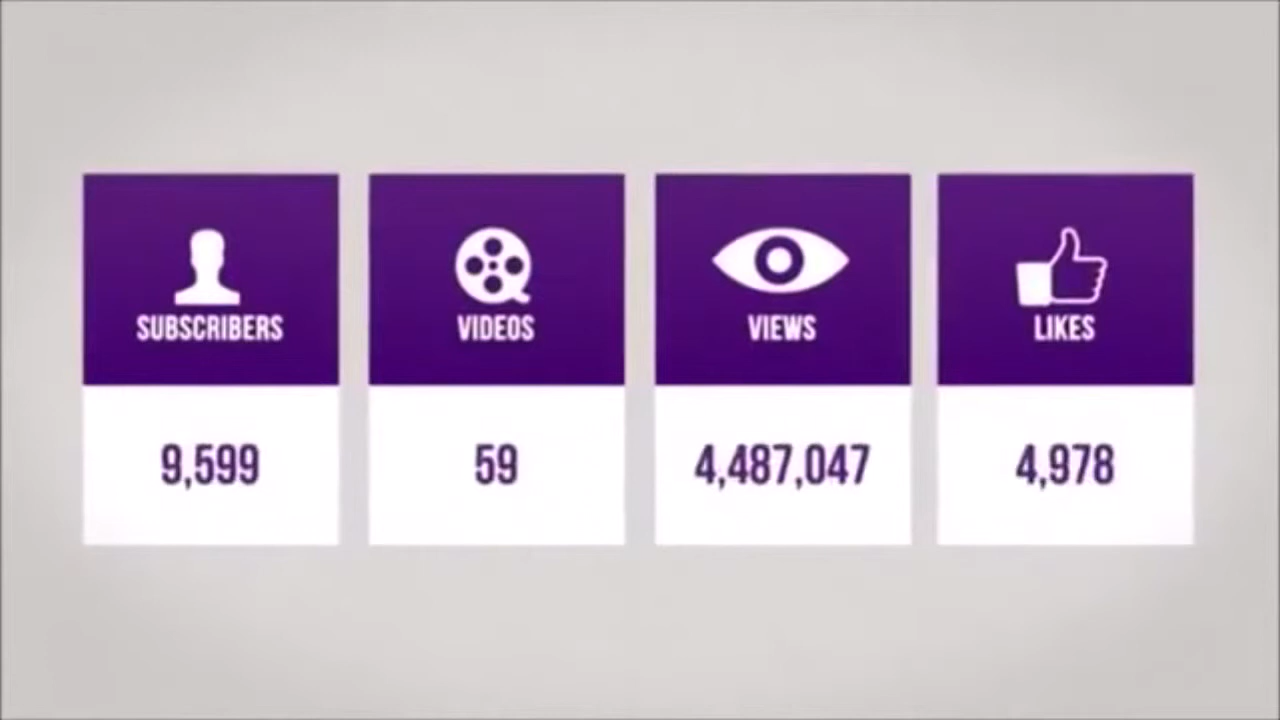 SUBSCRIBERS
9,599
VIDEOS
59
VIEWS
4,487,047
LIKES
4,978